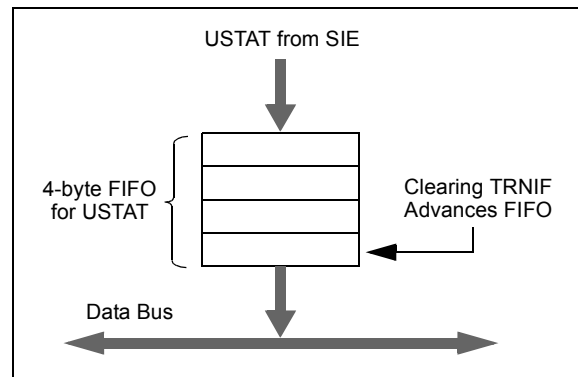 USTAT from SIE
4-byte FIFO
for USTAT
Clearing TRNIF
Advances FIFO
Data Bus